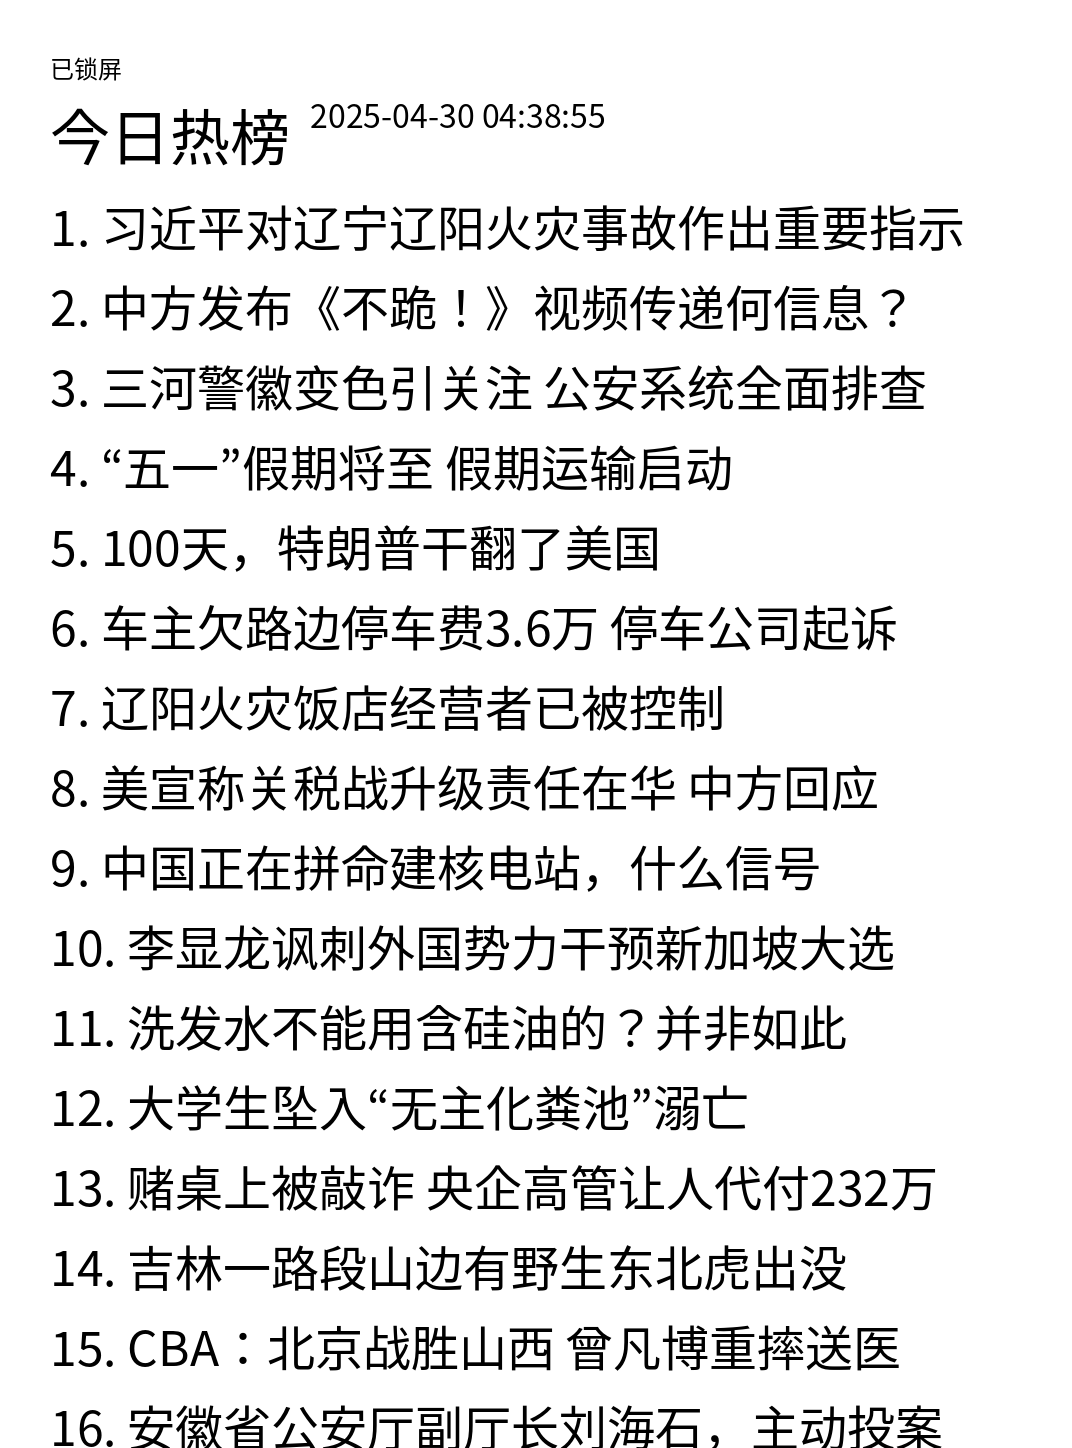 已锁屏
今日热榜 2025-04-30 04:38:55
1. 习近平对辽宁辽阳火灾事故作出重要指示
2. 中方发布《不跪！》视频传递何信息？
3. 三河警徽变色引关注 公安系统全面排查
4. “五一”假期将至 假期运输启动
5. 100天，特朗普干翻了美国
6. 车主欠路边停车费3.6万 停车公司起诉
7. 辽阳火灾饭店经营者已被控制
8. 美宣称关税战升级责任在华 中方回应
9. 中国正在拼命建核电站，什么信号
10. 李显龙讽刺外国势力干预新加坡大选
11. 洗发水不能用含硅油的？并非如此
12. 大学生坠入“无主化粪池”溺亡
13. 赌桌上被敲诈 央企高管让人代付232万
14. 吉林一路段山边有野生东北虎出没
15. CBA：北京战胜山西 曾凡博重摔送医
16. 安徽省公安厅副厅长刘海石，主动投案